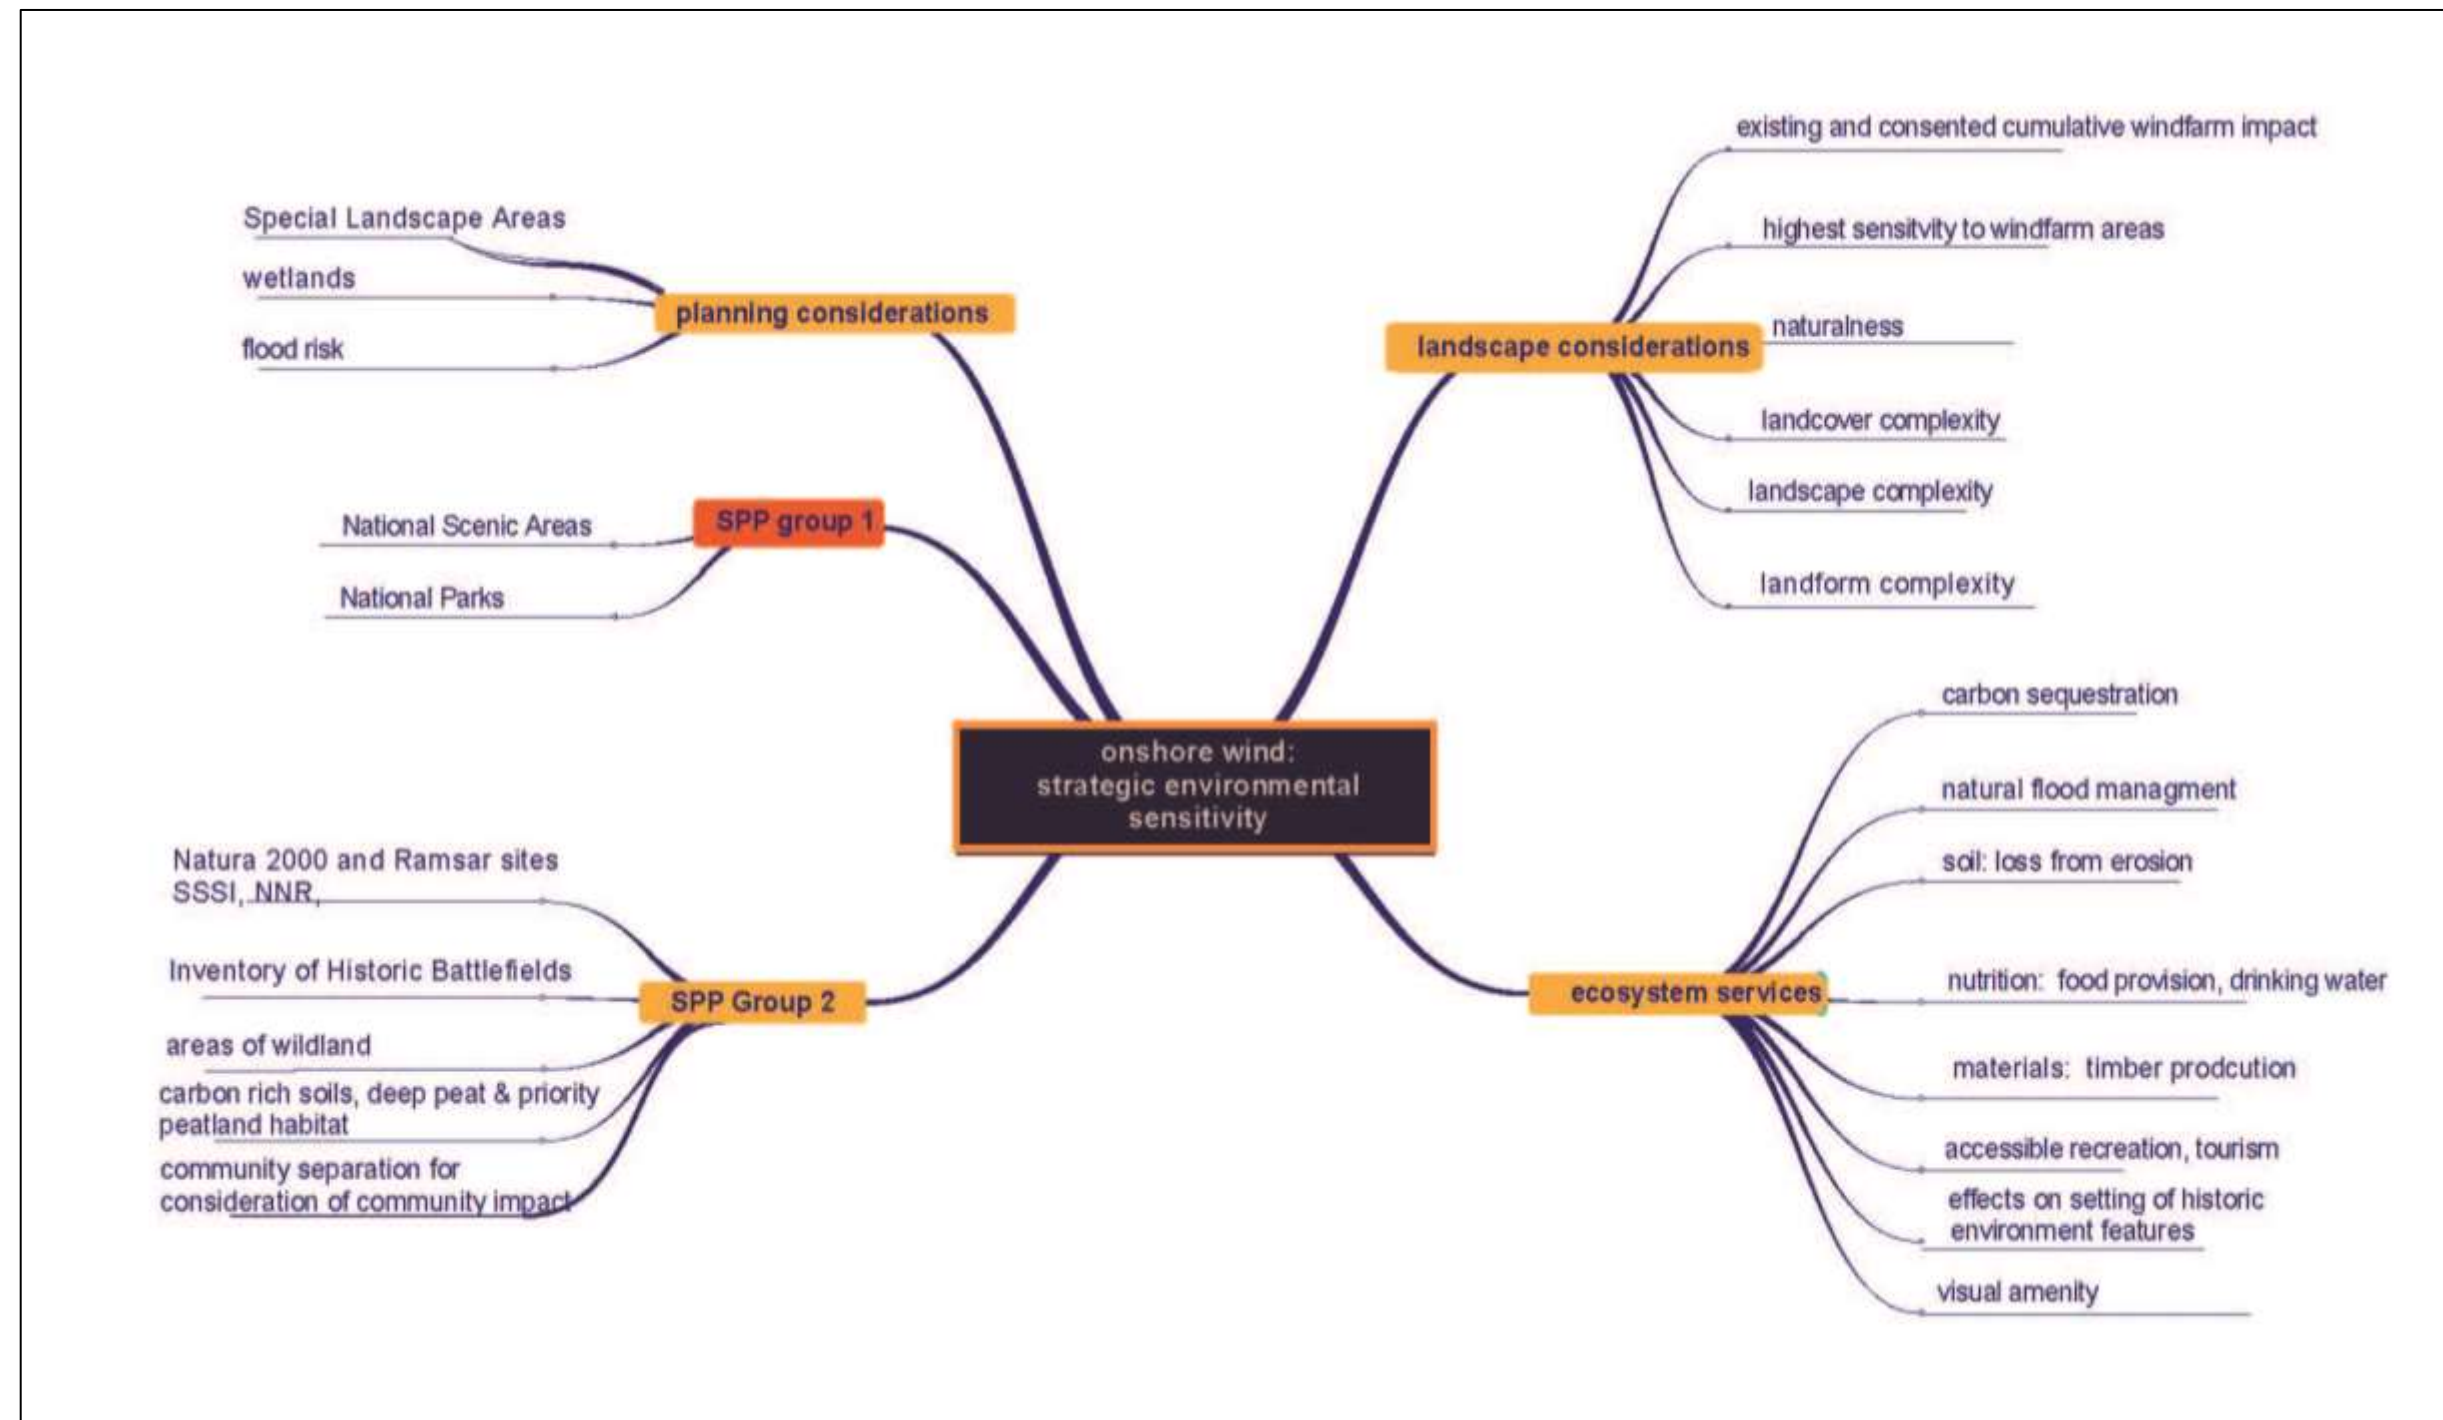 onshore wind:
strategic environmental
sensitivity
planning considerations
Special Landscape Areas
wetlands
flood risk
SPP group 1
National Scenic Areas
National Parks
SPP Group 2
Natura 2000 and Ramsar sites
SSSI, NNR,
Inventory of Historic Battlefields
areas of wildland
carbon rich soils, deep peat & priority
peatland habitat
community separation for
consideration of community impact
landscape considerations
existing and consented cumulative windfarm impact
highest sensitvity to windfarm areas
naturalness
landcover complexity
landscape complexity
landform complexity
ecosystem services
carbon sequestration
natural flood managment
soil: loss from erosion
nutrition: food provision, drinking water
materials: timber prodcution
accessible recreation, tourism
effects on setting of historic
environment features
visual amenity